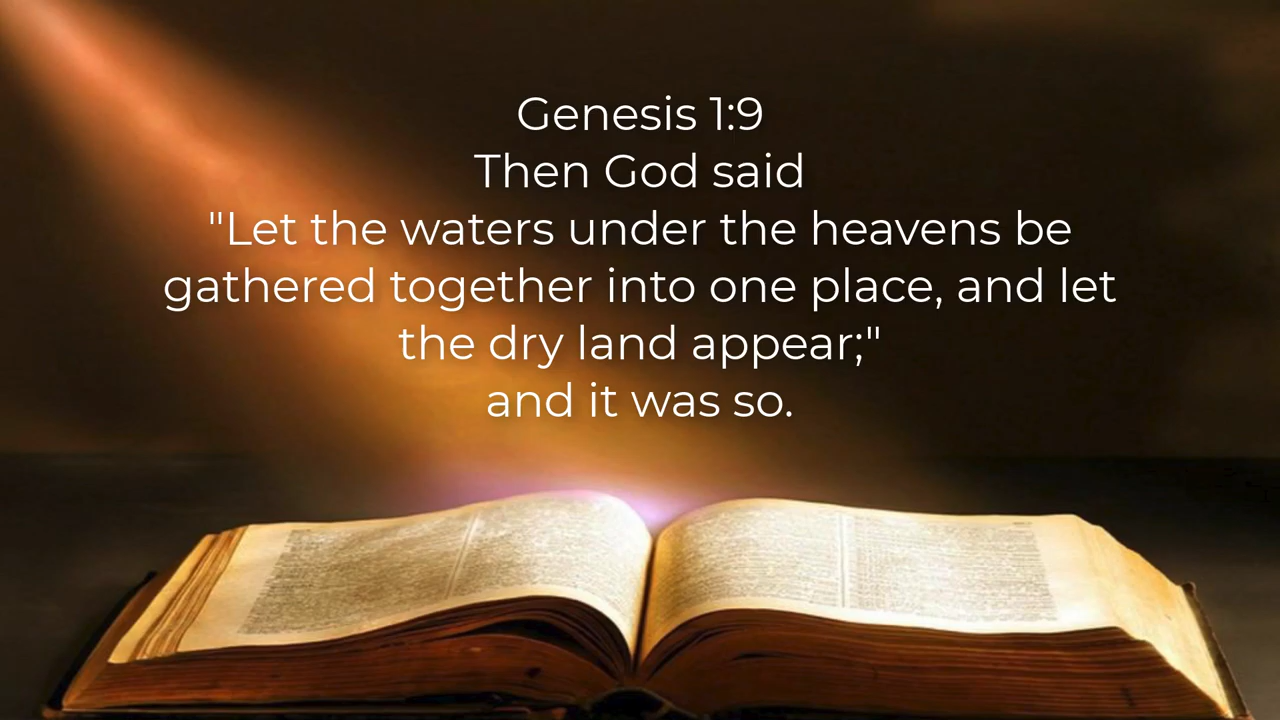 Genesis 1:9
Then God said
"Let the waters under the heavens be
gathered together into one place, and let
the dry land appear;"
and it was so.